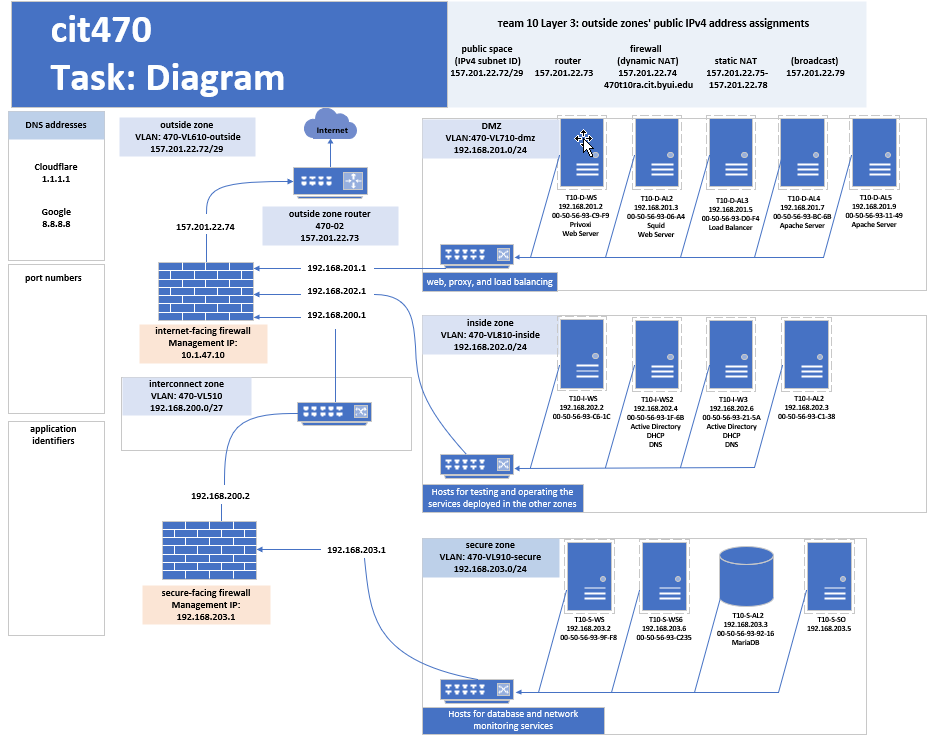 cit470
Task: Diagram
Team 10 Layer 3: outside zones' public IPv4 address assignments
public space
(IPv4 subnet ID)
157.201.22.72/29
router
157.201.22.73
firewall
(dynamic NAT)
157.201.22.74
470t10ra.cit.byui.edu
static NAT
157.201.22.75-
157.201.22.78
(broadcast)
157.201.22.79
DNS addresses
Cloudflare
1.1.1.1
Google
8.8.8.8
port numbers
application
identifiers
outside zone
VLAN: 470-VL610-outside
157.201.22.72/29
Internet
outside zone router
470-02
157.201.22.73
157.201.22.74
192.168.201.1
192.168.202.1
192.168.200.1
internet-facing firewall
Management IP:
10.1.47.10
interconnect zone
VLAN: 470-VL510
192.168.200.0/27
192.168.200.2
192.168.203.1
secure-facing firewall
Management IP:
192.168.203.1
DMZ
VLAN:470-VL710-dmz
192.168.201.0/24
T10-D-WS
192.168.201.2
00-50-56-93-C9-F9
Privoxi
Web Server
T10-D-AL2
192.168.201.3
00-50-56-93-06-A4
Squid
Web Server
T10-D-AL3
192.168.201.5
00-50-56-93-D0-F4
Load Balancer
T10-D-AL4
192.168.201.7
00-50-56-93-BC-6B
Apache Server
T10-D-AL5
192.168.201.9
00-50-56-93-11-49
Apache Server
web, proxy, and load balancing
inside zone
VLAN: 470-VL810-inside
192.168.202.0/24
T10-I-WS
192.168.202.2
00-50-56-93-C6-1C
T10-I-WS2
192.168.202.4
00-50-56-93-1F-6B
Active Directory
DHCP
DNS
T10-I-W3
192.168.202.6
00-50-56-93-21-5A
Active Directory
DHCP
DNS
T10-I-AL2
192.168.202.3
00-50-56-93-C1-38
Hosts for testing and operating the
services deployed in the other zones
secure zone
VLAN: 470-VL910-secure
192.168.203.0/24
T10-S-WS
192.168.203.2
00-50-56-93-9F-F8
T10-S-WS6
192.168.203.6
00-50-56-93-C235
T10-S-AL2
192.168.203.3
00-50-56-93-92-16
MariaDB
T10-S-SO
192.168.203.5
Hosts for database and network
monitoring services